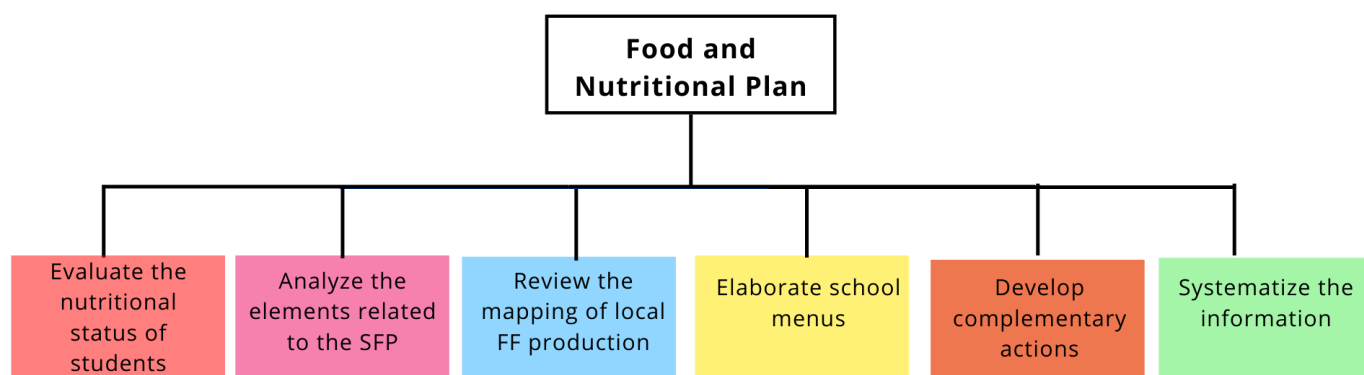 Food and
Nutritional Plan
Evaluate the
nutritional
status of
students
Analyze the
elements related
to the SFP
Review the
mapping of local
FF production
Elaborate school
menus
Develop
complementary
actions
Systematize the
information